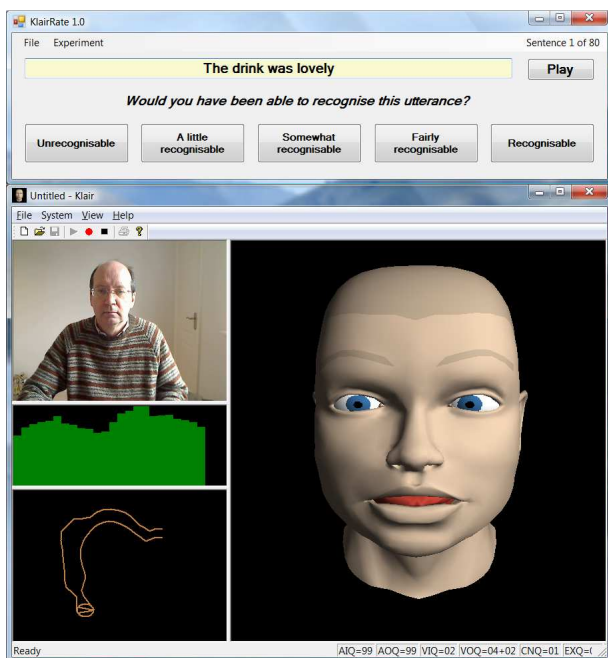 KlairRate 1.0
File Experiment Sentence 1 of 80
The drink was lovely Play
Would you have been able to recognise this utterance?
Unrecognisable
A little
recognisable
Somewhat
recognisable
Fairly
recognisable
Recognisable
Untitled - Klair
File System View Help
Ready AIQ=99 AOQ=99 VIQ=02 VOQ=04+02 CNQ=01 EXQ=(